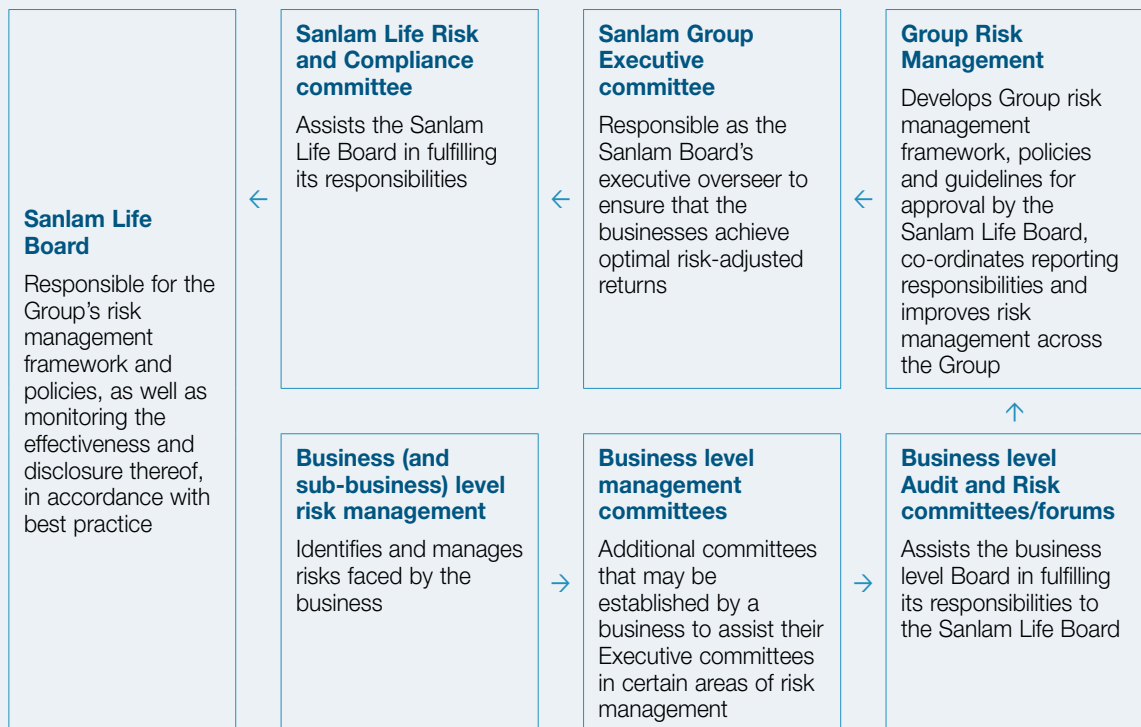 Sanlam Life
Board
Responsible for the
Group’s risk
management
framework and
policies, as well as
monitoring the
effectiveness and
disclosure thereof,
in accordance with
best practice
Sanlam Life Risk
and Compliance
committee
Assists the Sanlam
Life Board in fulfilling
its responsibilities
Sanlam Group
Executive
committee
Responsible as the
Sanlam Board’s
executive overseer to
ensure that the
businesses achieve
optimal risk-adjusted
returns
Group Risk
Management
Develops Group risk
management
framework, policies
and guidelines for
approval by the
Sanlam Life Board,
co-ordinates reporting
responsibilities and
improves risk
management across
the Group
Business (and
sub-business) level
risk management
Identifies and manages
risks faced by the
business
Business level
management
committees
Additional committees
that may be
established by a
business to assist their
Executive committees
in certain areas of risk
management
Business level
Audit and Risk
committees/forums
Assists the business
level Board in fulfilling
its responsibilities to
the Sanlam Life Board